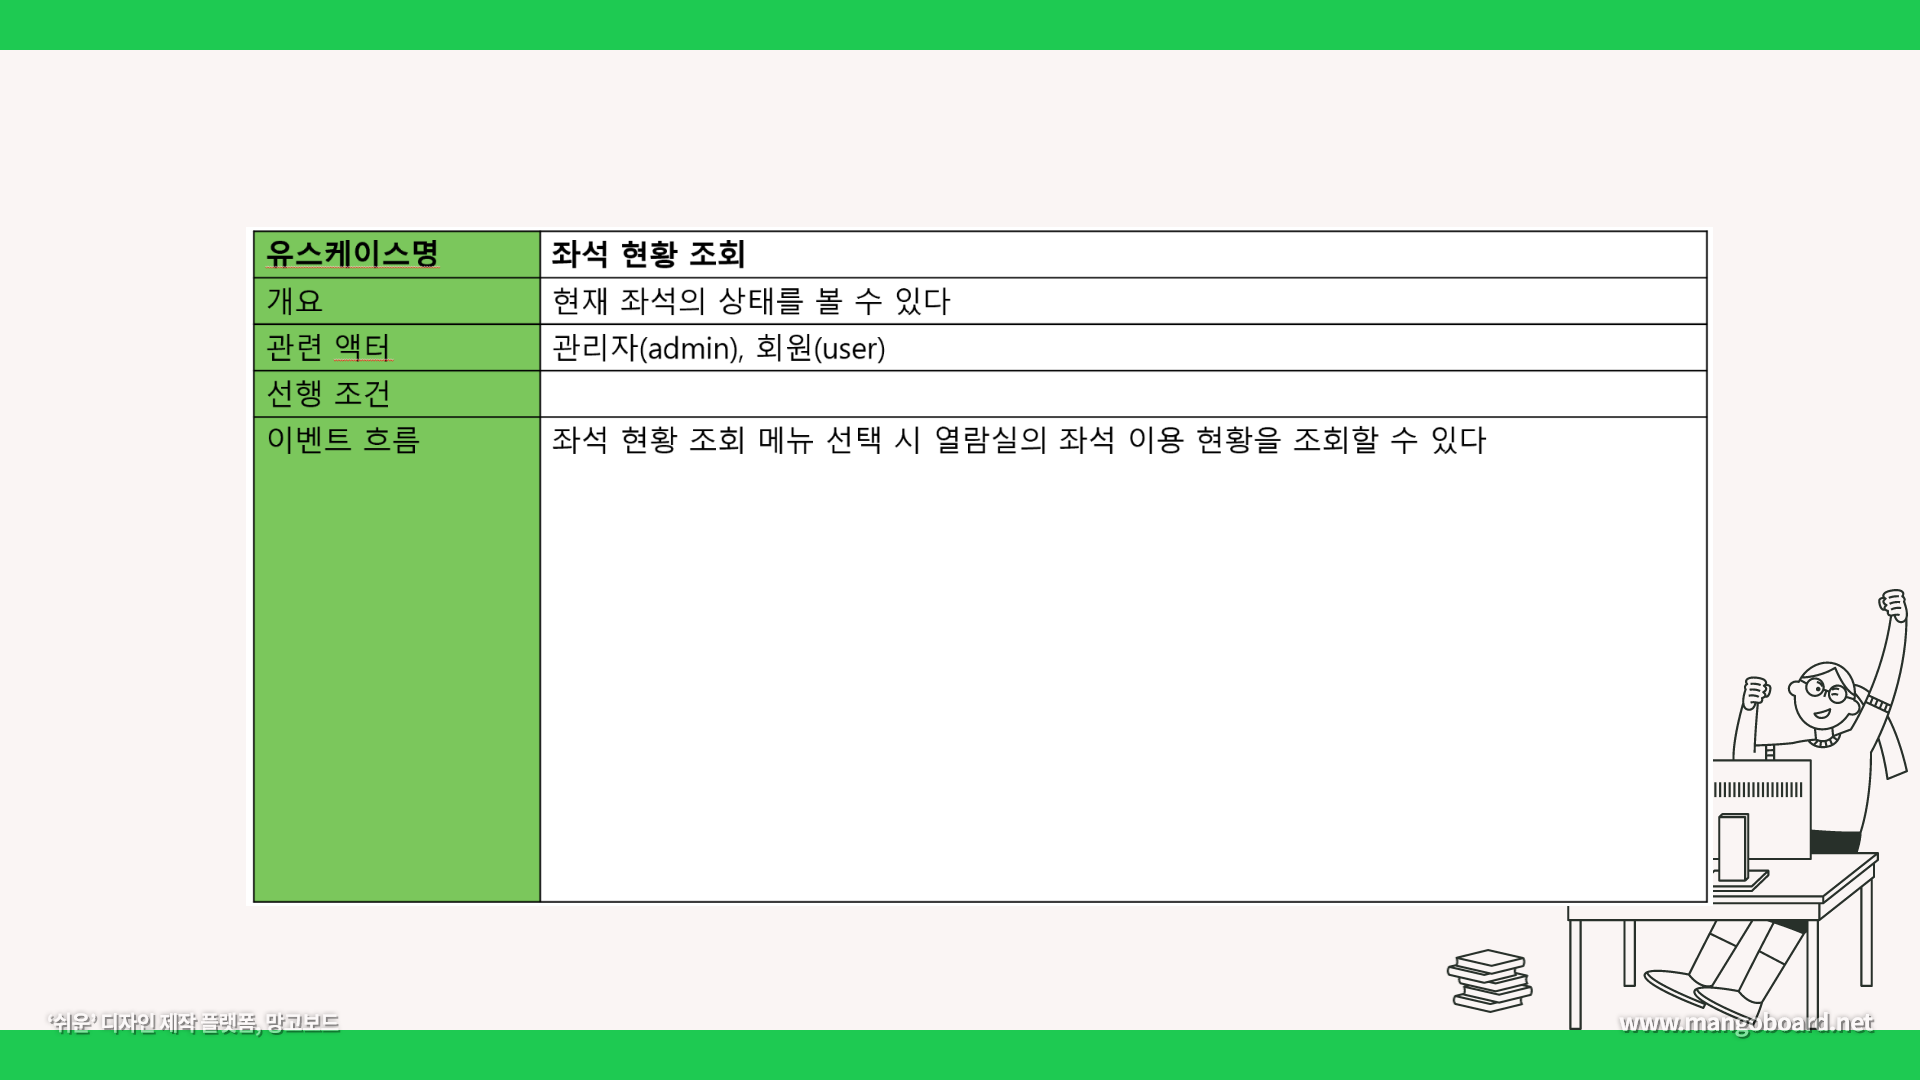 유스케이스명 좌석 현황 조회
개요 현재 좌석의 상태를 볼 수 있다
관련 액터 관리자(admin), 회원(user)
선행 조건
이벤트 흐름 좌석 현황 조회 메뉴 선택 시 열람실의 좌석 이용 현황을 조회할 수 있다
‘쉬운’ 디자인 제작 플랫폼, 망고보드
www.mangoboard.net